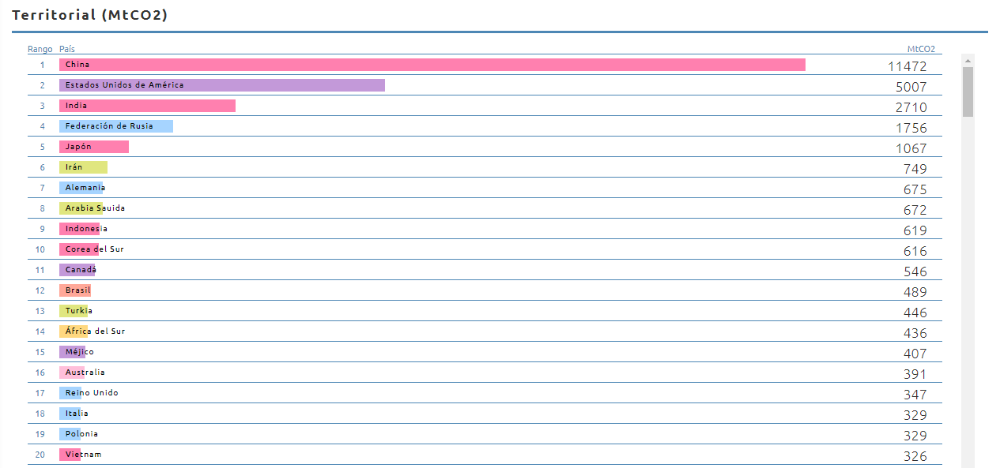 Territorial (MtCO2)
Rango País MtCO2
1 China 11472
2 Estados Unidos de América 5007
3 India 2710
4 Federación de Rusia 1756
5 Japón 1067
6 Irán 749
7 Alemania 675
8 Arabia Sauida 672
9 Indonesia 619
10 Corea del Sur 616
11 Canadá 546
12 Brasil 489
13 Turkia 446
14 África del Sur 436
15 Méjico 407
16 Australia 391
17 Reino Unido 347
18 Italia 329
19 Polonia 329
20 Vietnam 326